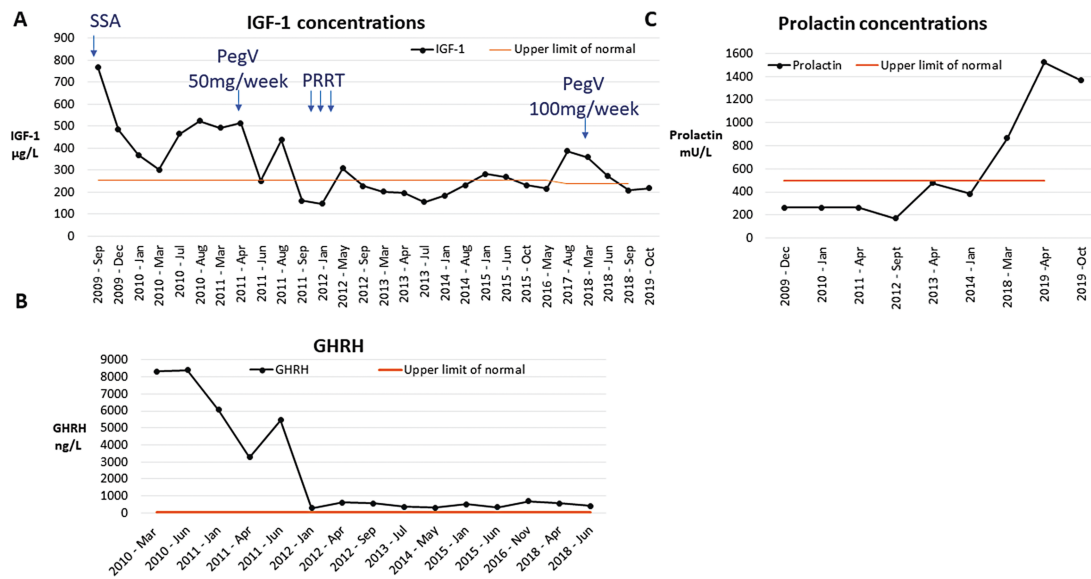 A
IGF-1 concentrations
SSA
IGF-1
Upper limit of normal
PegV
50mg/week
PRRT
PegV
100mg/week
IGF-1
µg/L
900
800
700
600
500
400
300
200
100
0
2009 - Sep
2009 - Dec
2010 - Jan
2010 - Mar
2010 - Jul
2010 - Aug
2011 - Mar
2011 - Apr
2011 - Jun
2011 - Aug
2011 - Sep
2012 - Jan
2012 - May
2012 - Sep
2013 - Mar
2013 - Apr
2013 - Jul
2014 - Jan
2014 - Aug
2015 - Jan
2015 - Jun
2015 - Oct
2016 - May
2017 - Aug
2018 - Mar
2018 - Jun
2018 - Sep
2019 - Oct
B
GHRH
GHRH
Upper limit of normal
GHRH
ng/L
9000
8000
7000
6000
5000
4000
3000
2000
1000
0
2010 - Mar
2010 - Jun
2011 - Jan
2011 - Apr
2011 - Jun
2012 - Jan
2012 - Apr
2012 - Sep
2013 - Jul
2014 - May
2015 - Jan
2015 - Jun
2016 - Nov
2018 - Apr
2018 - Jun
C
Prolactin concentrations
Prolactin
Upper limit of normal
Prolactin
mU/L
1600
1400
1200
1000
800
600
400
200
0
2009 - Dec
2010 - Jan
2011 - Apr
2012 - Sept
2013 - Apr
2014 - Jan
2018 - Mar
2019 -Apr
2019 - Oct